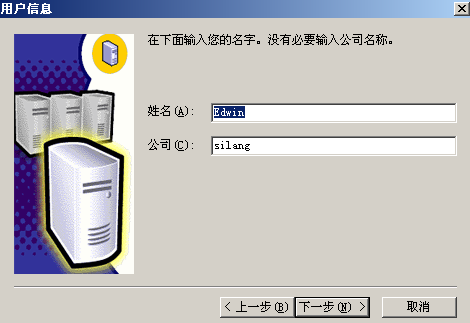 用户信息
在下面输入您的名字。没有必要输入公司名称。
姓名(A): Edwin
公司(C): silang
< 上一步(B) 下一步(N) > 取消